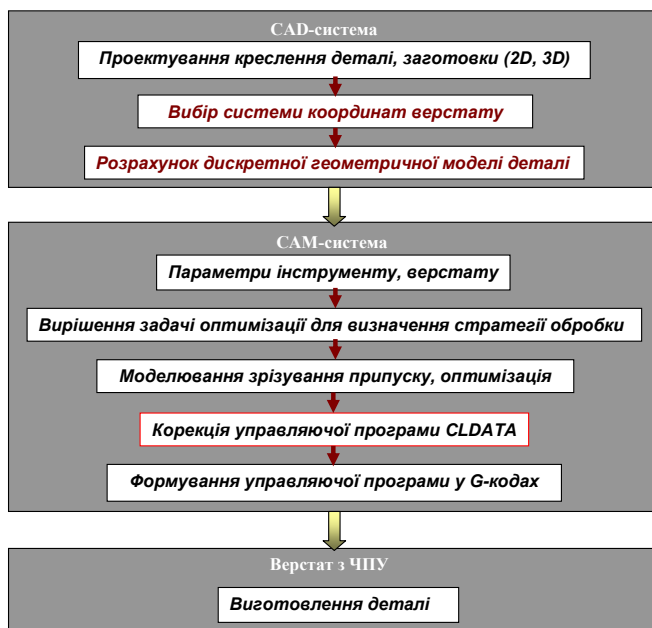 CAD-система
Проектування креслення деталі, заготовки (2D, 3D)
Вибір системи координат верстату
Розрахунок дискретної геометричної моделі деталі
CAM-система
Параметри інструменту, верстату
Вирішення задачі оптимізації для визначення стратегії обробки
Моделювання зрізування припуску, оптимізація
Корекція управляючої програми CLDATA
Формування управляючої програми у G-кодах
Верстат з ЧПУ
Виготовлення деталі